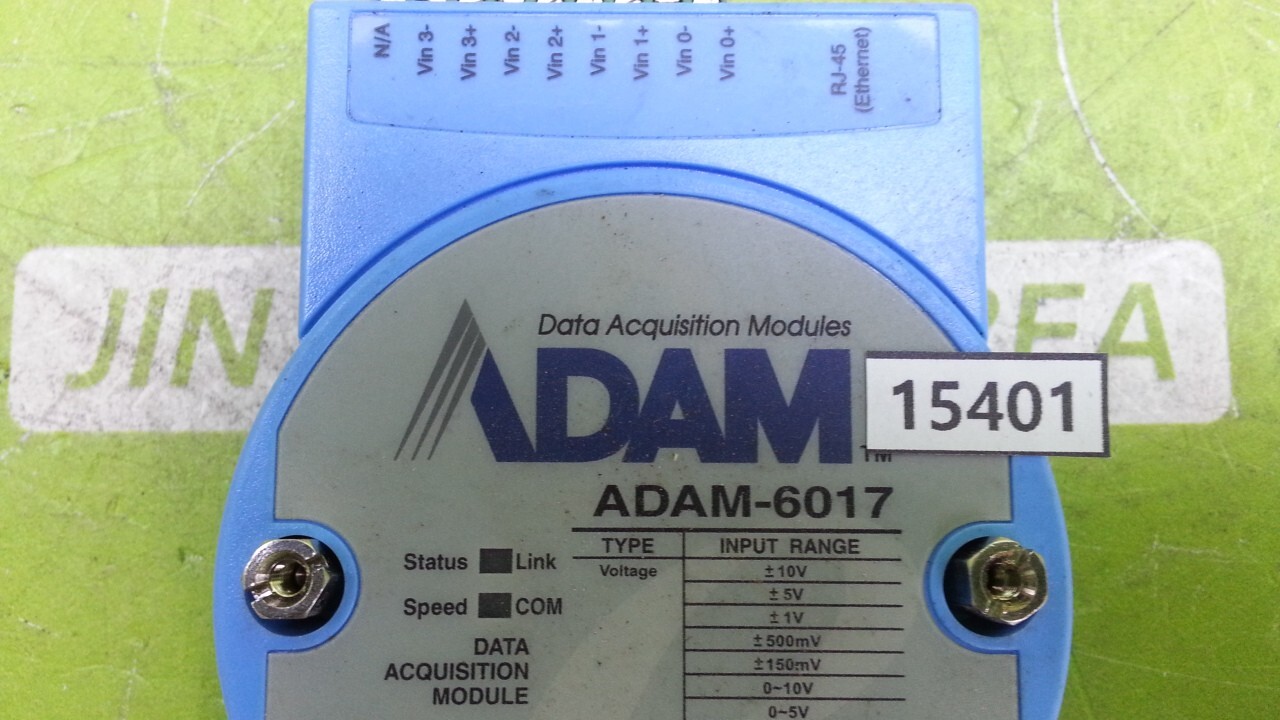 N/A
Vin 3-
Vin 3+
Vin 2-
Vin 2+
Vin 1-
Vin 1+
Vin 0-
Vin 0+
RJ-45
(Ethernet)
JIN
Data Acquisition Modules
ADAM
TM
15401
ADAM-6017
TYPE INPUT RANGE
Voltage ±10V
±5V
±1V
±500mV
±150mV
0~10V
0~5V
Status Link
Speed COM
DATA
ACQUISITION
MODULE